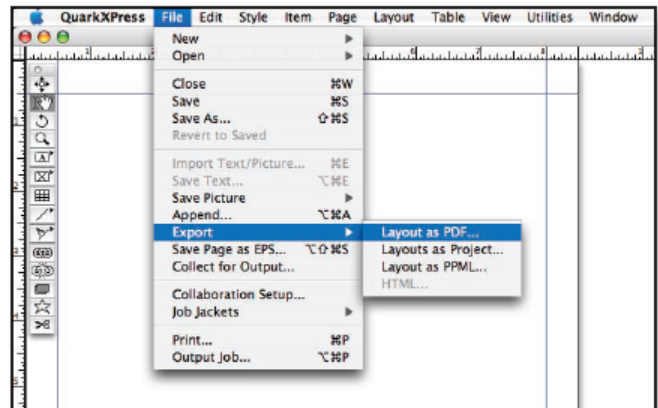 QuarkXPress File Edit Style Item Page Layout Table View Utilities Window
New
Open
Close ⌘W
Save ⌘S
Save As... ⇧⌘S
Revert to Saved
Import Text/Picture... ⌘E
Save Text... ⌥⌘E
Save Picture
Append... ⌥⌘A
Export
Layout as PDF...
Layouts as Project...
Layout as PPML...
HTML...
Save Page as EPS... ⌥⇧⌘S
Collect for Output...
Collaboration Setup...
Job Jackets
Print... ⌘P
Output Job... ⌥⌘P